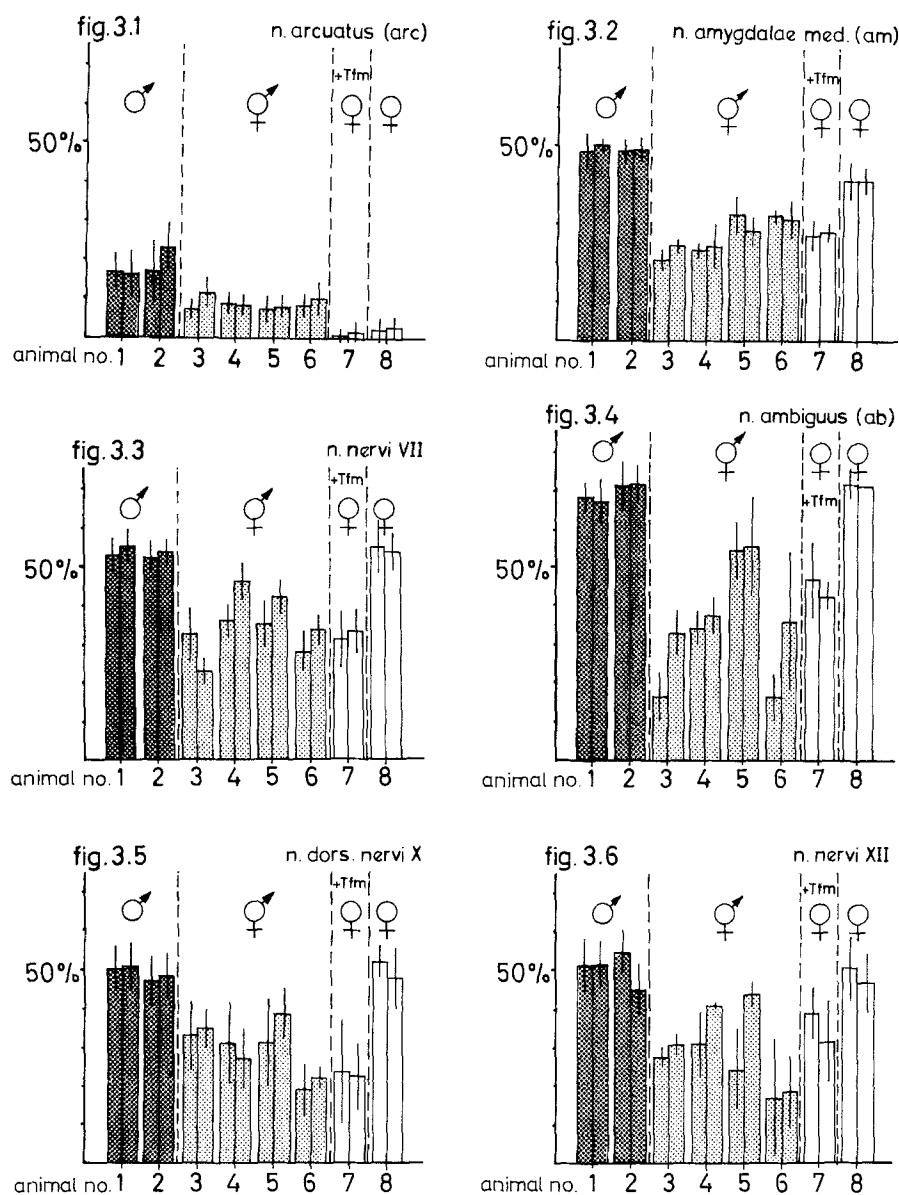 fig.3.1
n. arcuatus (arc)
+Tfm
50%
animal no. 1 2 3 4 5 6 7 8
fig.3.2
n. amygdalae med. (am)
+Tfm
50%
animal no. 1 2 3 4 5 6 7 8
fig.3.3
n. nervi VII
+Tfm
50%
animal no. 1 2 3 4 5 6 7 8
fig.3.4
n. ambiguus (ab)
+Tfm
50%
animal no. 1 2 3 4 5 6 7 8
fig.3.5
n. dors. nervi X
+Tfm
50%
animal no. 1 2 3 4 5 6 7 8
fig.3.6
n. nervi XII
+Tfm
50%
animal no. 1 2 3 4 5 6 7 8